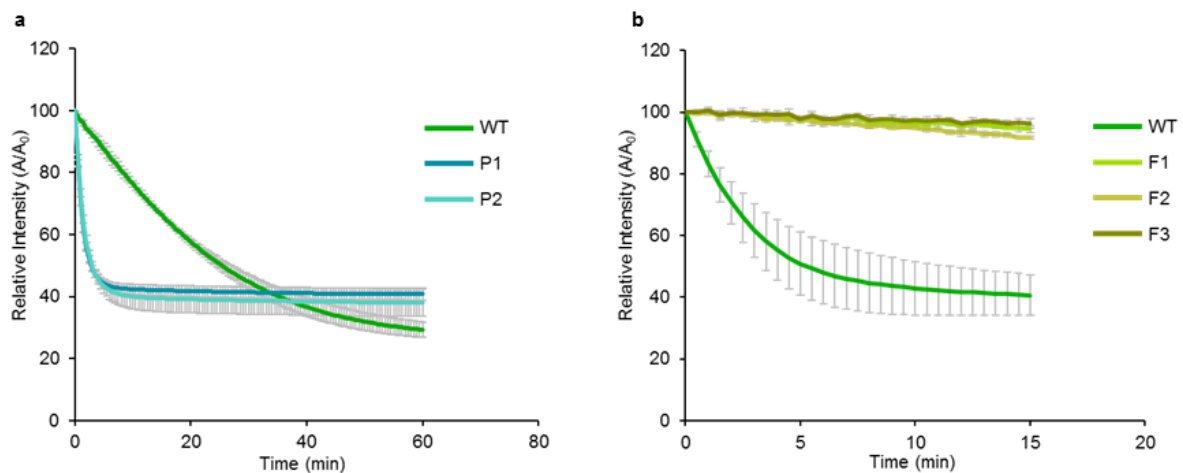 a
120
100
80
60
40
20
0
Relative Intensity (A/A₀)
0 20 40 60 80
Time (min)
WT
P1
P2
b
120
100
80
60
40
20
0
Relative Intensity (A/A₀)
0 5 10 15 20
Time (min)
WT
F1
F2
F3